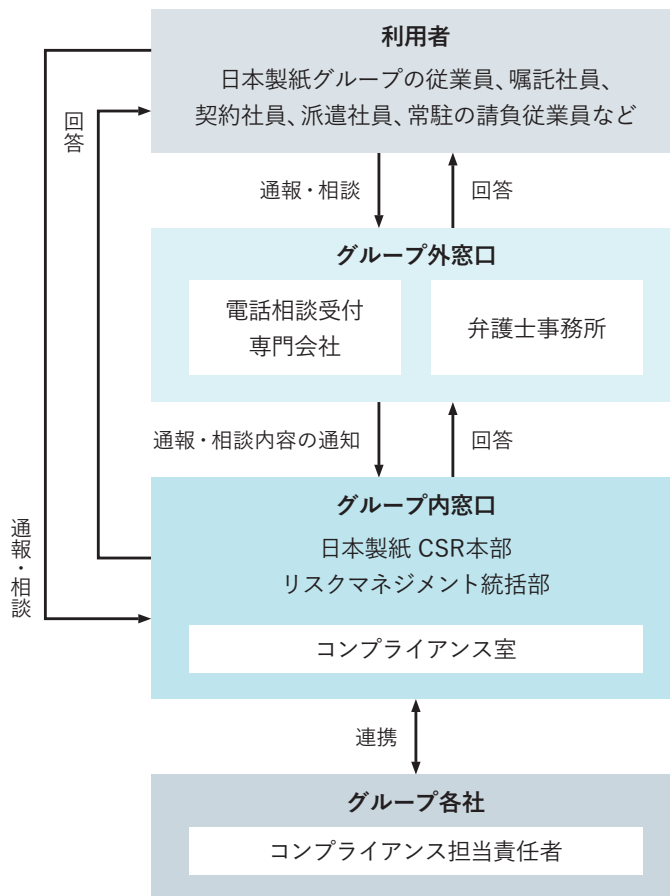 利用者
日本製紙グループの従業員、嘱託社員、
契約社員、派遣社員、常駐の請負従業員など
回答
通報・相談
回答
グループ外窓口
電話相談受付
専門会社
弁護士事務所
通報・相談内容の通知
回答
グループ内窓口
日本製紙 CSR本部
リスクマネジメント統括部
コンプライアンス室
通報・相談
連携
グループ各社
コンプライアンス担当責任者